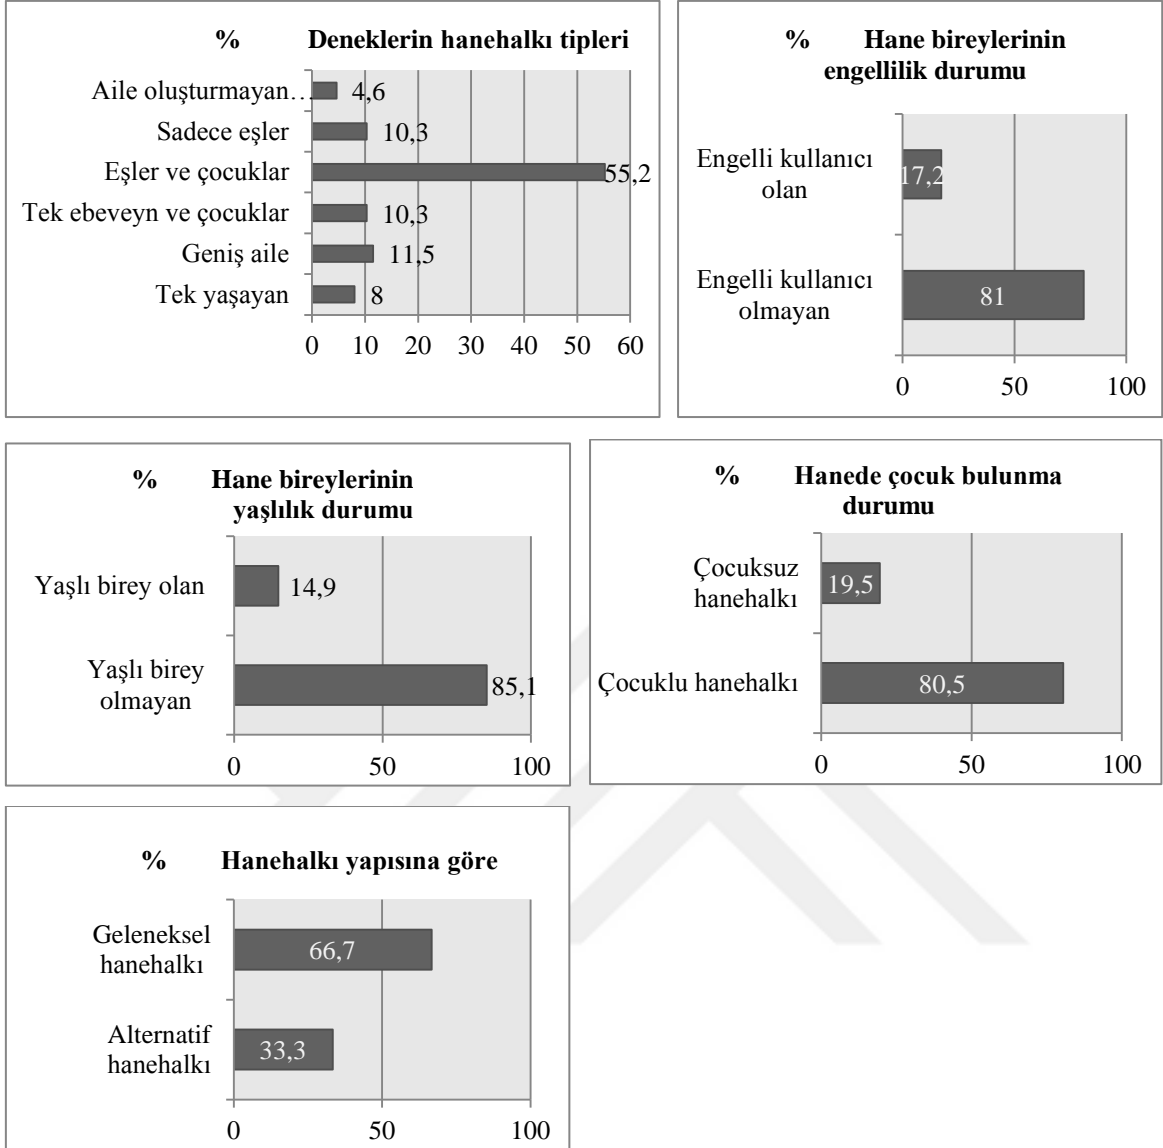 % Deneklerin hanehalkı tipleri
Aile oluşturmayan… 4,6
Sadece eşler 10,3
Eşler ve çocuklar 55,2
Tek ebeveyn ve çocuklar 10,3
Geniş aile 11,5
Tek yaşayan 8
0 10 20 30 40 50 60
% Hane bireylerinin
engellilik durumu
Engelli kullanıcı
olan
17,2
Engelli kullanıcı
olmayan
81
0 50 100
% Hane bireylerinin
yaşlılık durumu
Yaşlı birey olan 14,9
Yaşlı birey
olmayan
85,1
0 50 100
% Hanede çocuk bulunma
durumu
Çocuksuz
hanehalkı
19,5
Çocuklu hanehalkı 80,5
0 50 100
% Hanehalkı yapısına göre
Geleneksel
hanehalkı
66,7
Alternatif
hanehalkı
33,3
0 50 100